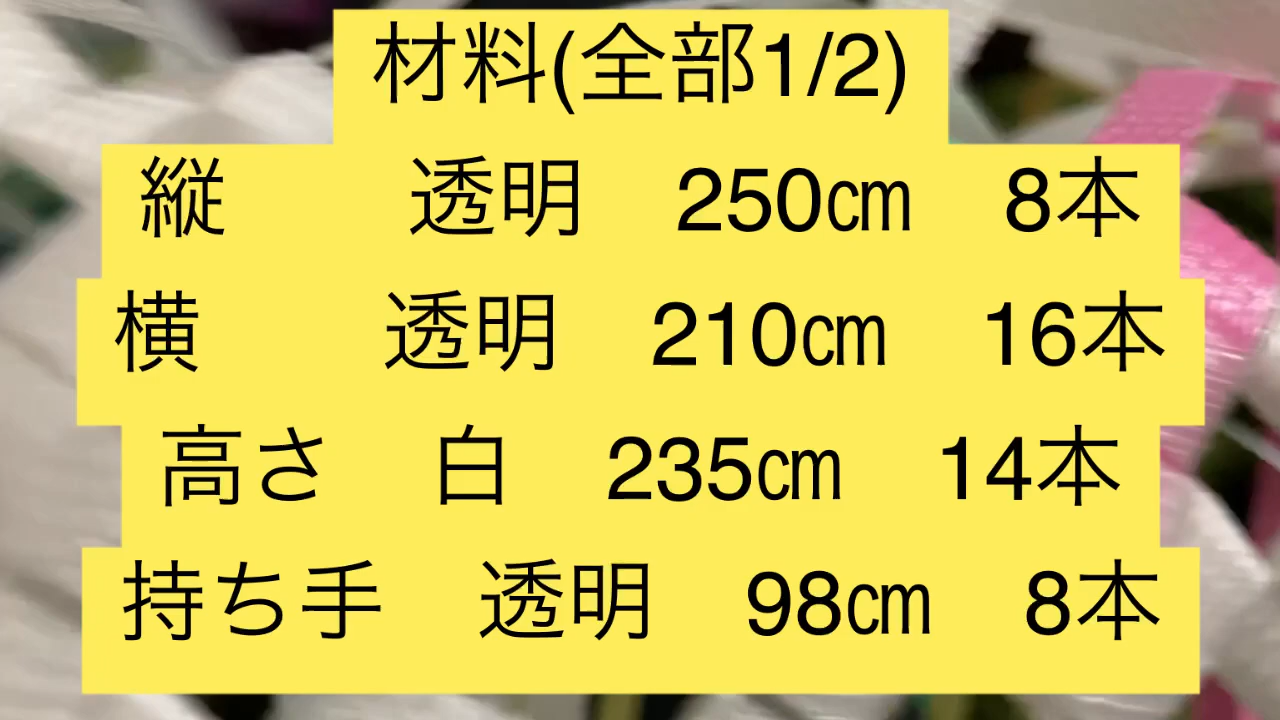 材料(全部1/2)
縦　　透明　250㎝　8本
横　　透明　210㎝　16本
高さ　白　235㎝　14本
持ち手　透明　98㎝　8本